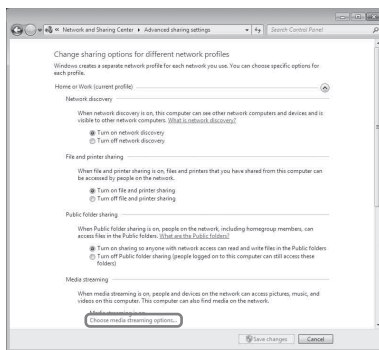 « Network and Sharing Center ▸ Advanced sharing settings
Search Control Panel
Change sharing options for different network profiles
Windows creates a separate network profile for each network you use. You can choose specific options for
each profile.
Home or Work (current profile)
Network discovery
When network discovery is on, this computer can see other network computers and devices and is
visible to other network computers. What is network discovery?
Turn on network discovery
Turn off network discovery
File and printer sharing
When file and printer sharing is on, files and printers that you have shared from this computer can
be accessed by people on the network.
Turn on file and printer sharing
Turn off file and printer sharing
Public folder sharing
When Public folder sharing is on, people on the network, including homegroup members, can
access files in the Public folders. What are the Public folders?
Turn on sharing so anyone with network access can read and write files in the Public folders
Turn off Public folder sharing (people logged on to this computer can still access these
folders)
Media streaming
When media streaming is on, people and devices on the network can access pictures, music, and
videos on this computer. This computer can also find media on the network.
Media streaming is on.
Choose media streaming options...
Save changes
Cancel